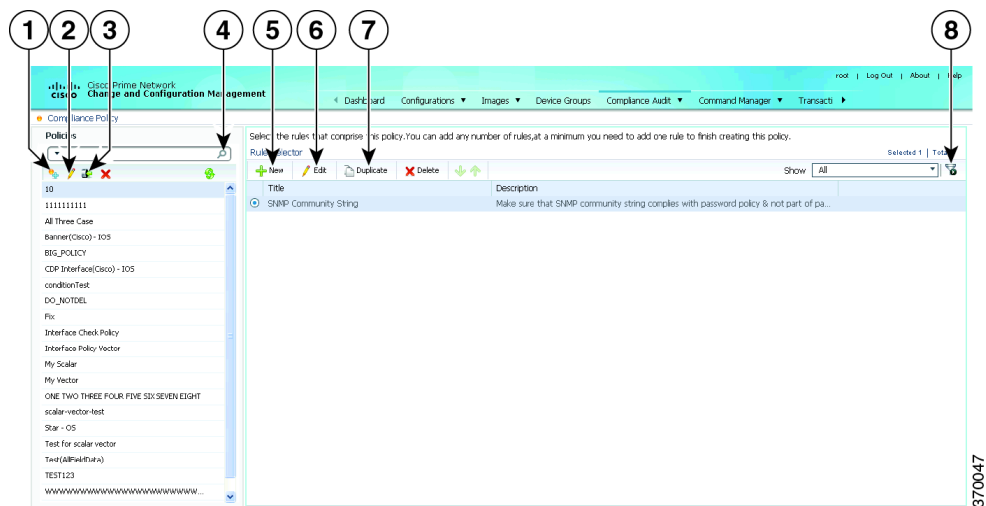 1 2 3 4 5 6 7 8
root | Log Out | About | Help
CISCO Cisco Prime Network
Change and Configuration Management
Dashboard Configurations Images Device Groups Compliance Audit Command Manager Transacti
Compliance Policy
Policies
Select the rules that comprise this policy.You can add any number of rules,at a minimum you need to add one rule to finish creating this policy.
Rule Selector
Selected 1 |
New Edit Duplicate Delete
Show All
Title Description
SNMP Community String Make sure that SNMP community string complies with password policy & not part of pa...
10
1111111111
All Three Case
Banner(Cisco) - IOS
BIG_POLICY
CDP Interface(Cisco) - IOS
conditionTest
DO_NOTDEL
Fix
Interface Check Policy
Interface Policy Vector
My Scalar
My Vector
ONE TWO THREE FOUR FIVE SIX SEVEN EIGHT
scalar-vector-test
Star - OS
Test for scalar vector
Test(AllFieldData)
TEST123
370047